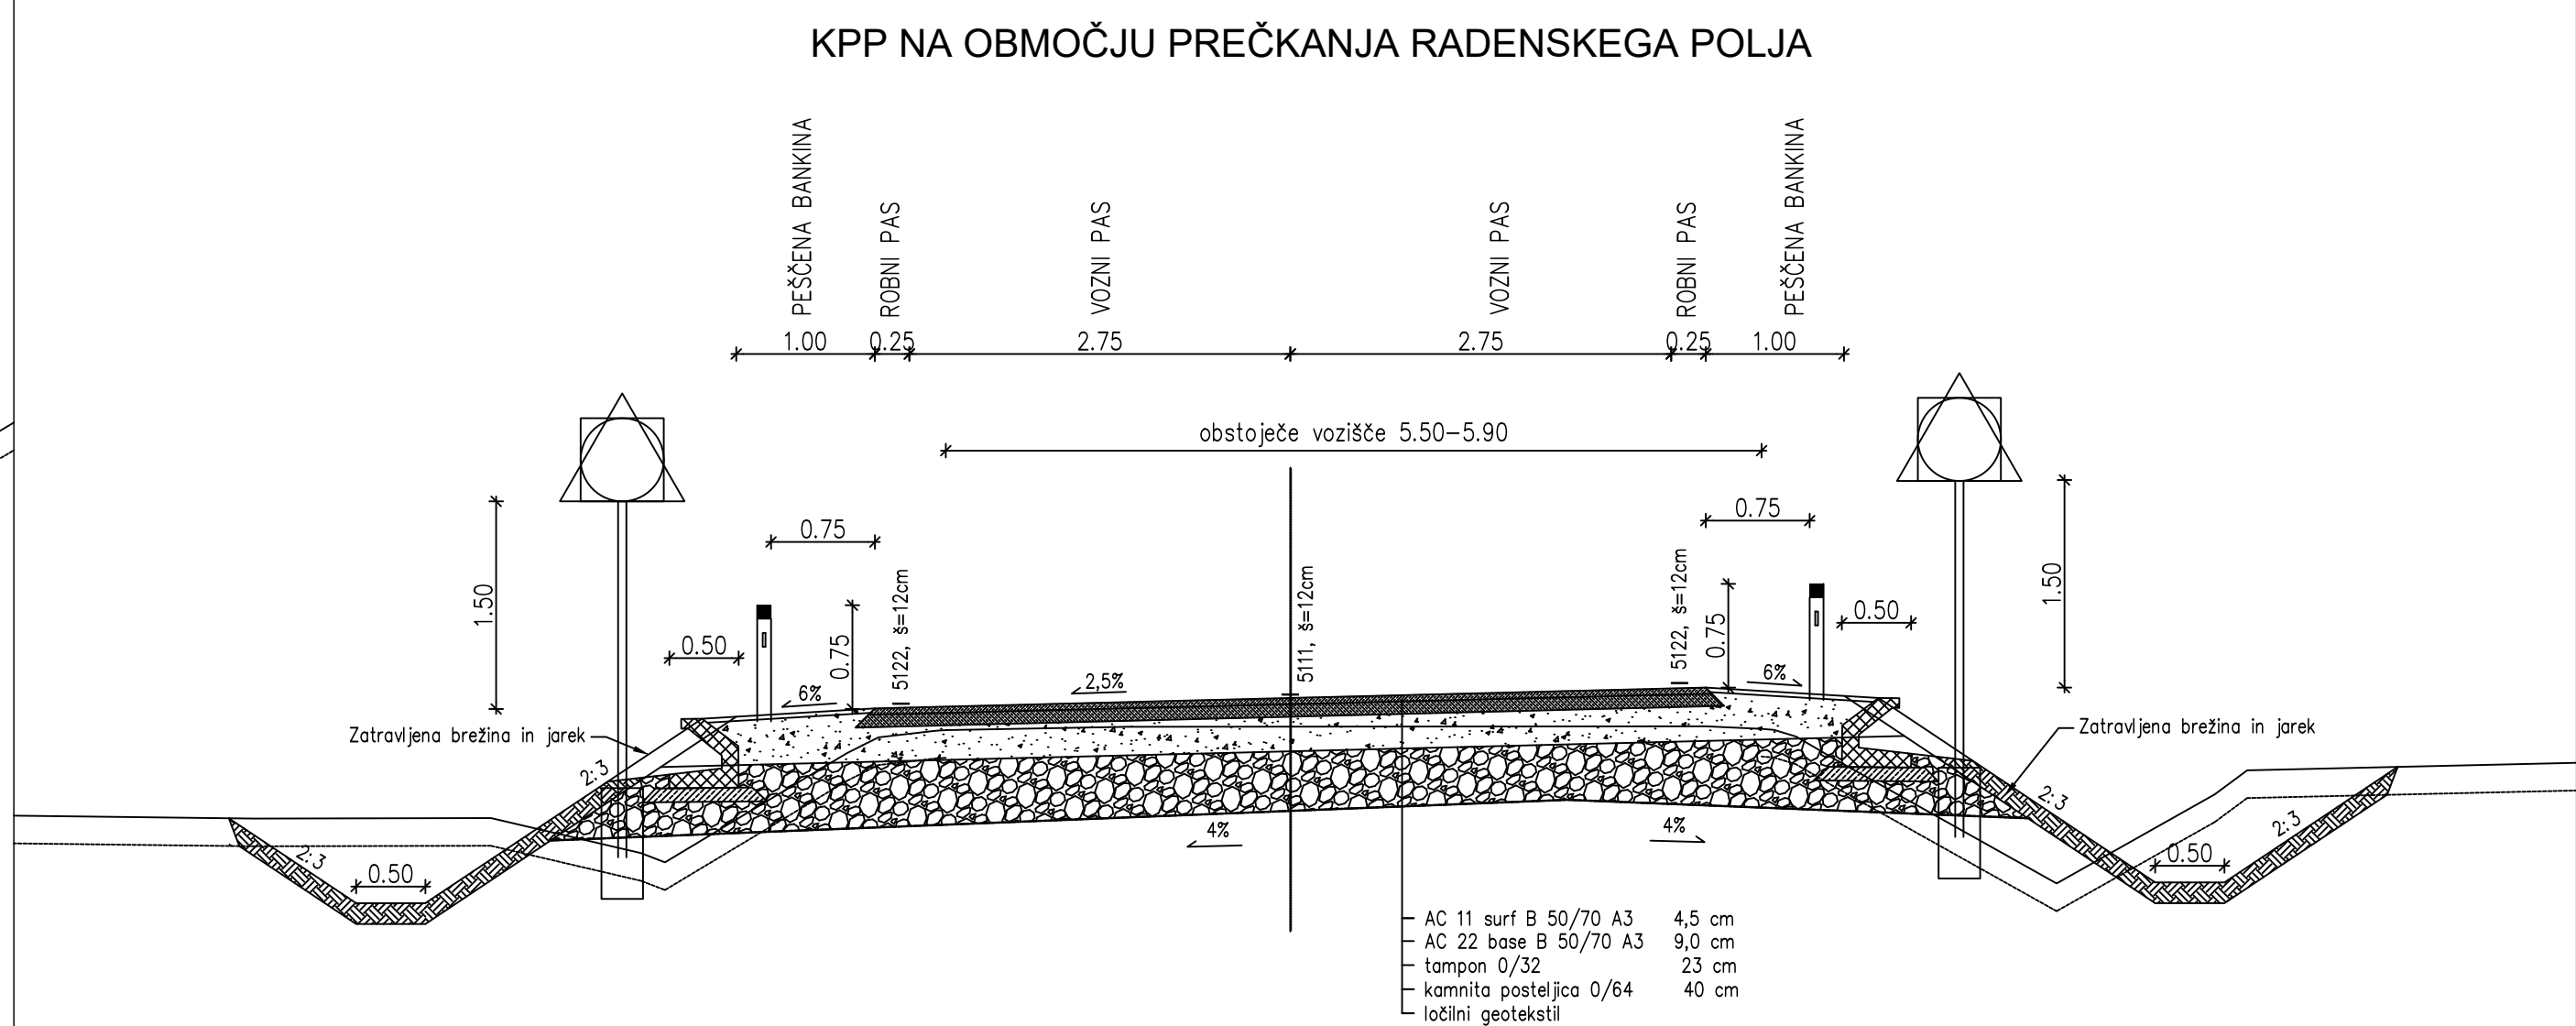 KPP NA OBMOČJU PREČKANJA RADENSKEGA POLJA
PEŠČENA BANKINA
ROBNI PAS
VOZNI PAS
VOZNI PAS
ROBNI PAS
PEŠČENA BANKINA
1.00
0.25
2.75
2.75
0.25
1.00
obstoječe vozišče 5.50-5.90
0.75
0.75
1.50
1.50
0.50
0.75
5122, š=12cm
5111, š=12cm
5122, š=12cm
0.75
0.50
6%
2,5%
6%
Zatravljena brežina in jarek
Zatravljena brežina in jarek
2:3
2:3
4%
4%
2:3
2:3
0.50
0.50
AC 11 surf B 50/70 A3 4,5 cm
AC 22 base B 50/70 A3 9,0 cm
tampon 0/32 23 cm
kamnita posteljica 0/64 40 cm
ločilni geotekstil